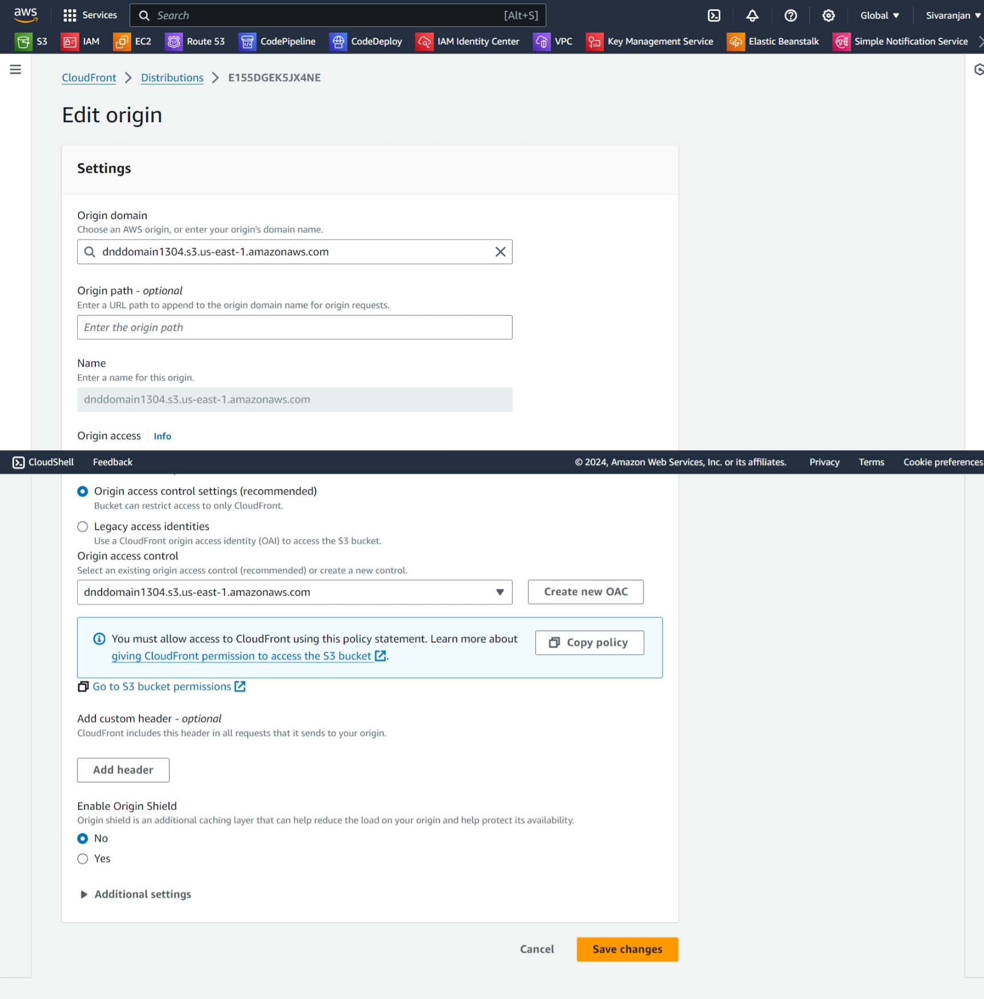 aws
Services
Search
[Alt+S]
Global
Sivaranjan
S3
IAM
EC2
Route 53
CodePipeline
CodeDeploy
IAM Identity Center
VPC
Key Management Service
Elastic Beanstalk
Simple Notification Service
CloudFront
Distributions
E155DGEK5JX4NE
Edit origin
Settings
Origin domain
Choose an AWS origin, or enter your origin's domain name.
dnddomain1304.s3.us-east-1.amazonaws.com
Origin path - optional
Enter a URL path to append to the origin domain name for origin requests.
Enter the origin path
Name
Enter a name for this origin.
dnddomain1304.s3.us-east-1.amazonaws.com
Origin access
Info
CloudShell
Feedback
© 2024, Amazon Web Services, Inc. or its affiliates.
Privacy
Terms
Cookie preferences
Origin access control settings (recommended)
Bucket can restrict access to only CloudFront.
Legacy access identities
Use a CloudFront origin access identity (OAI) to access the S3 bucket.
Origin access control
Select an existing origin access control (recommended) or create a new control.
dnddomain1304.s3.us-east-1.amazonaws.com
Create new OAC
You must allow access to CloudFront using this policy statement. Learn more about
giving CloudFront permission to access the S3 bucket.
Copy policy
Go to S3 bucket permissions
Add custom header - optional
CloudFront includes this header in all requests that it sends to your origin.
Add header
Enable Origin Shield
Origin shield is an additional caching layer that can help reduce the load on your origin and help protect its availability.
No
Yes
Additional settings
Cancel
Save changes